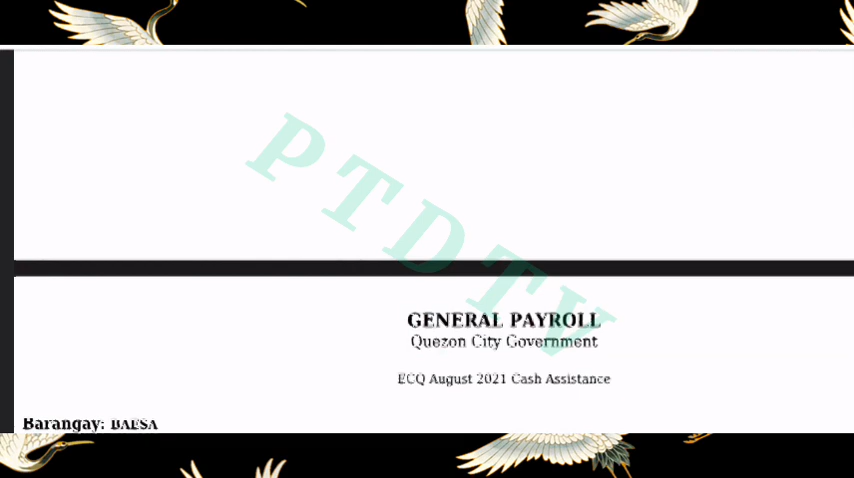 PTDTV
GENERAL PAYROLL
Quezon City Government
ECQ August 2021 Cash Assistance
Barangay: BAESA